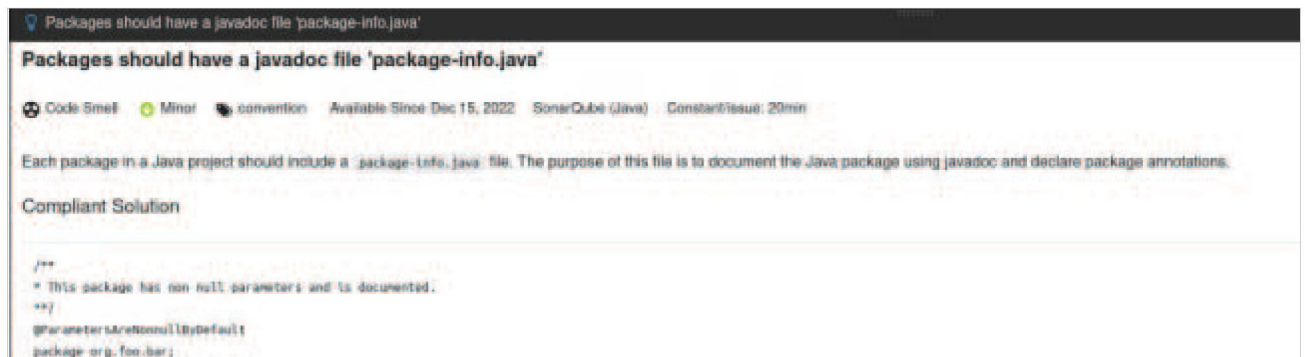 Packages should have a javadoc file 'package-info.java'
Packages should have a javadoc file 'package-info.java'
Code Smell Minor convention Available Since Dec 15, 2022 SonarQube (Java) Constant/issue: 20min
Each package in a Java project should include a package-info.java file. The purpose of this file is to document the Java package using javadoc and declare package annotations.
Compliant Solution
/**
* This package has non null parameters and is documented.
**/
@ParametersAreNonnullByDefault
package org.foo.bar;